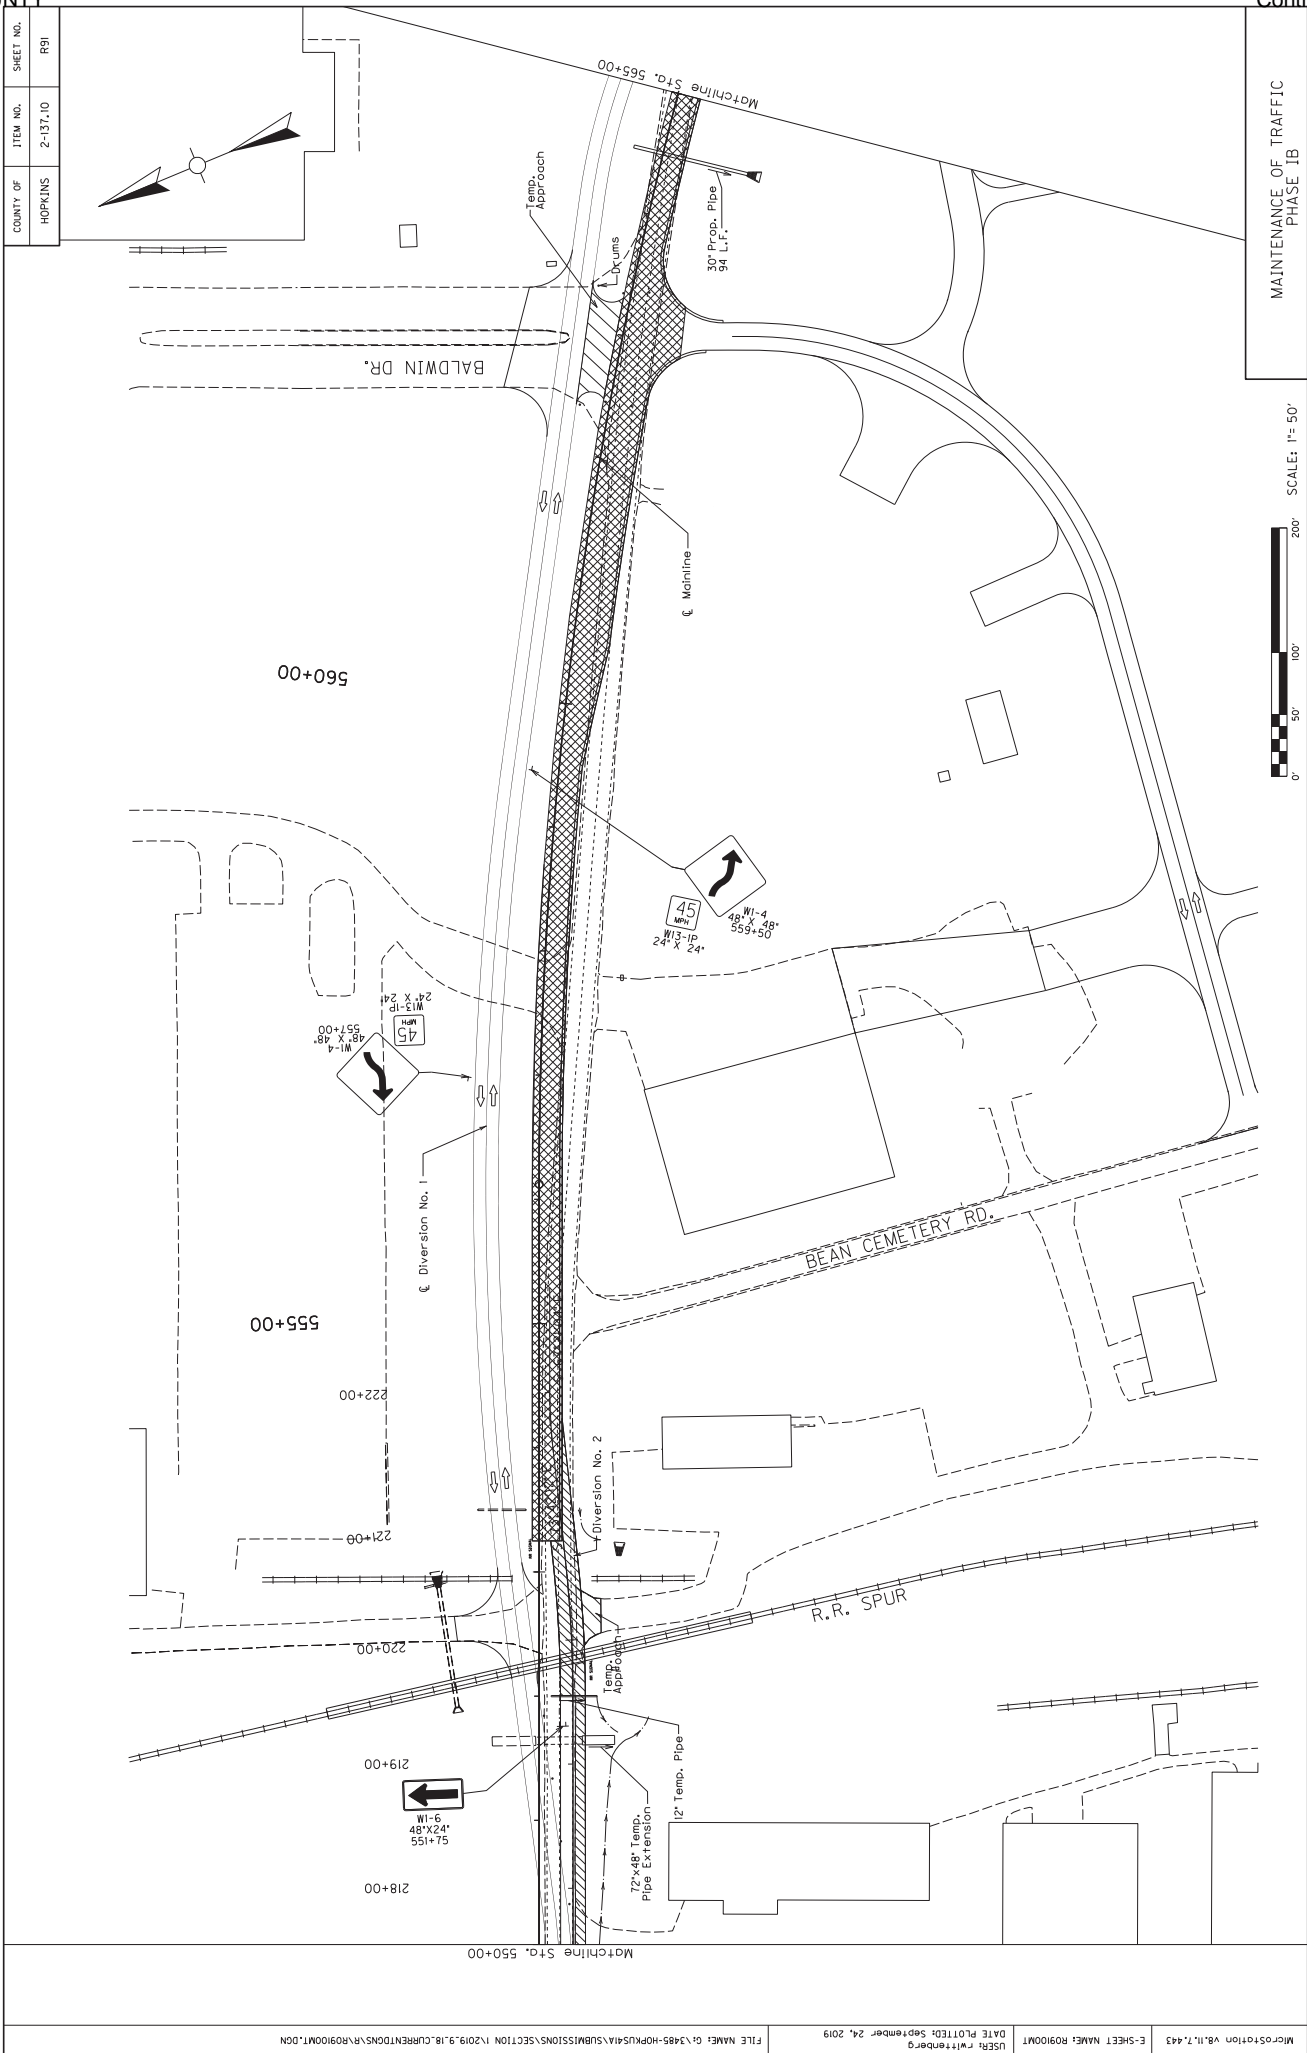 COUNTY OF
ITEM NO.
SHEET NO.
HOPKINS
2-137.10
R91
MAINTENANCE OF TRAFFIC
PHASE IB
SCALE: 1"= 50'
0'
50'
100'
200'
Matchline Sta. 565+00
Temp.
Approach
Drums
30" Prop. Pipe
94 L.F.
BALDWIN DR.
℄ Mainline
560+00
45
MPH
W13-1P
24" X 24"
W1-4
48" X 48"
559+50
W1-4
48" X 48"
557+00
45
MPH
W13-1P
24" X 24"
℄ Diversion No. 1
BEAN CEMETERY RD.
555+00
222+00
221+00
Diversion No. 2
R.R. SPUR
220+00
Temp.
Approach
219+00
12" Temp. Pipe
72"x48" Temp.
Pipe Extension
W1-6
48"X24"
551+75
218+00
Matchline Sta. 550+00
MicroStation v8.11.7.443
E-SHEET NAME: R09100MT
USER: rwittenberg
DATE PLOTTED: September 24, 2019
FILE NAME: G:\3485-HOPKUS41A\SUBMISSIONS\SECTION 1\2019_9_18_CURRENTDGNS\R\R09100MT.DGN